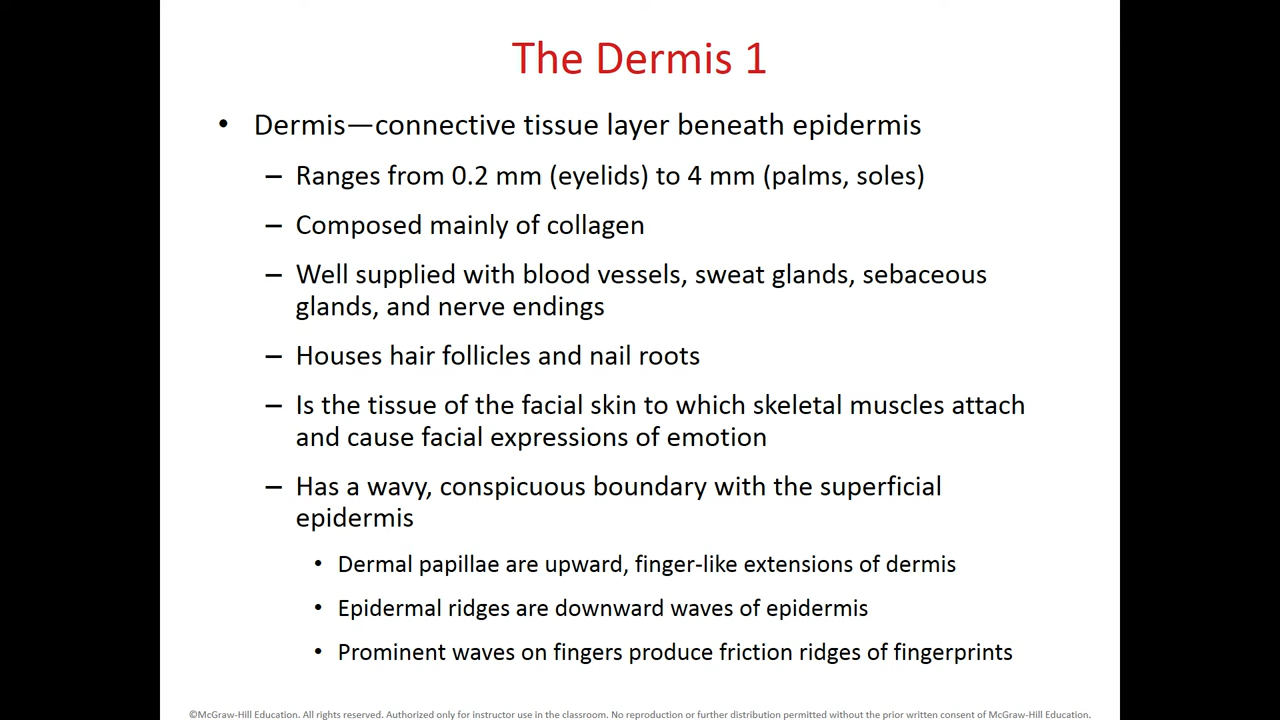 The Dermis 1
• Dermis—connective tissue layer beneath epidermis
– Ranges from 0.2 mm (eyelids) to 4 mm (palms, soles)
– Composed mainly of collagen
– Well supplied with blood vessels, sweat glands, sebaceous
glands, and nerve endings
– Houses hair follicles and nail roots
– Is the tissue of the facial skin to which skeletal muscles attach
and cause facial expressions of emotion
– Has a wavy, conspicuous boundary with the superficial
epidermis
• Dermal papillae are upward, finger-like extensions of dermis
• Epidermal ridges are downward waves of epidermis
• Prominent waves on fingers produce friction ridges of fingerprints
©McGraw-Hill Education. All rights reserved. Authorized only for instructor use in the classroom. No reproduction or further distribution permitted without the prior written consent of McGraw-Hill Education.